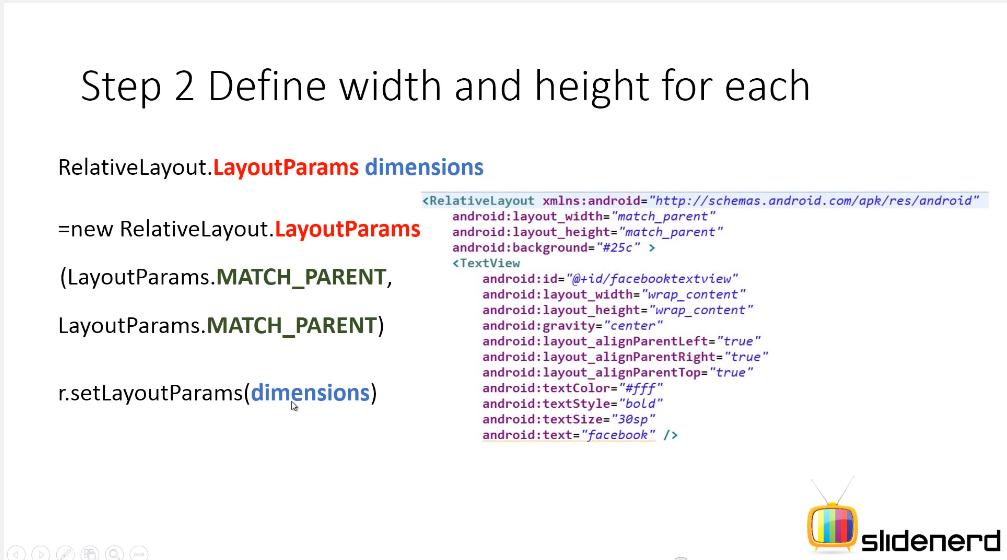 Step 2 Define width and height for each
RelativeLayout.LayoutParams dimensions
=new RelativeLayout.LayoutParams
(LayoutParams.MATCH_PARENT,
LayoutParams.MATCH_PARENT)
r.setLayoutParams(dimensions)
<RelativeLayout xmlns:android="http://schemas.android.com/apk/res/android"
android:layout_width="match_parent"
android:layout_height="match_parent"
android:background="#25c" >
<TextView
android:id="@+id/facebooktextview"
android:layout_width="wrap_content"
android:layout_height="wrap_content"
android:gravity="center"
android:layout_alignParentLeft="true"
android:layout_alignParentRight="true"
android:layout_alignParentTop="true"
android:textColor="#fff"
android:textStyle="bold"
android:textSize="30sp"
android:text="facebook" />
slidenerd